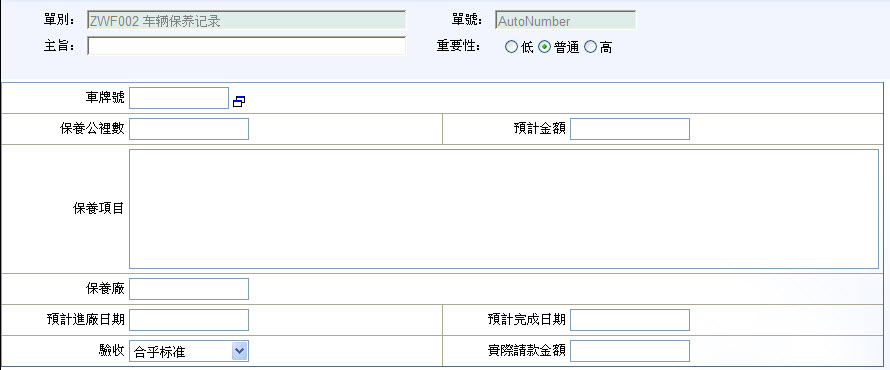 單別： ZWF002 车辆保养记录 單號： AutoNumber
主旨： 重要性： 低 普通 高
車牌號
保養公裡數 預計金額
保養項目
保養廠
預計進廠日期 預計完成日期
驗收 合乎标准 實際請款金額